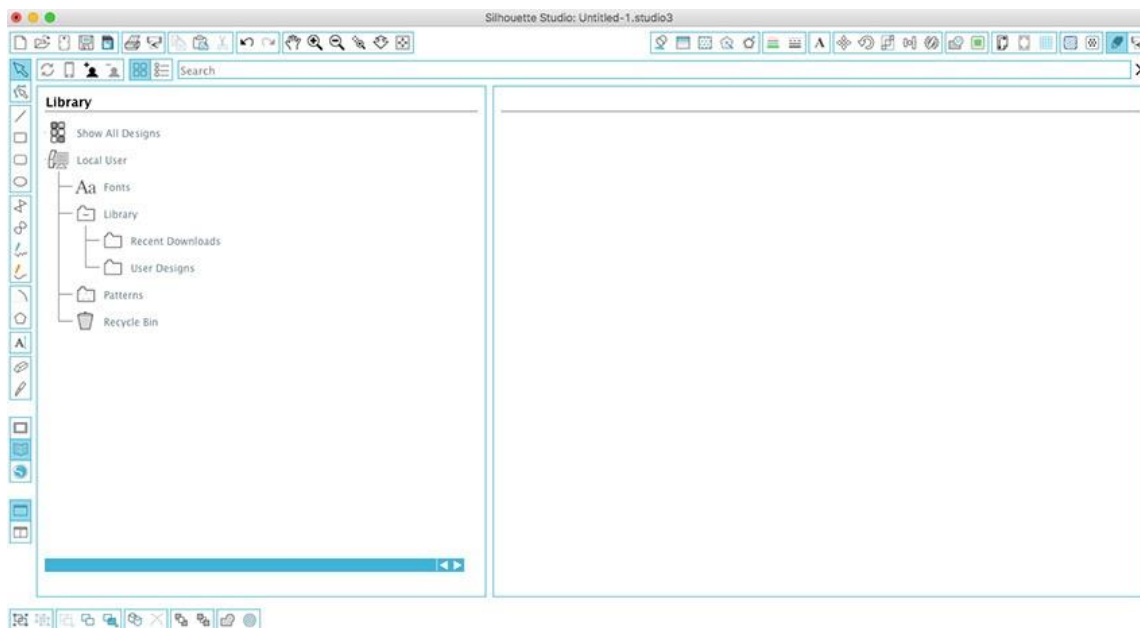 Silhouette Studio: Untitled-1.studio3
Search
Library
Show All Designs
Local User
Aa Fonts
Library
Recent Downloads
User Designs
Patterns
Recycle Bin